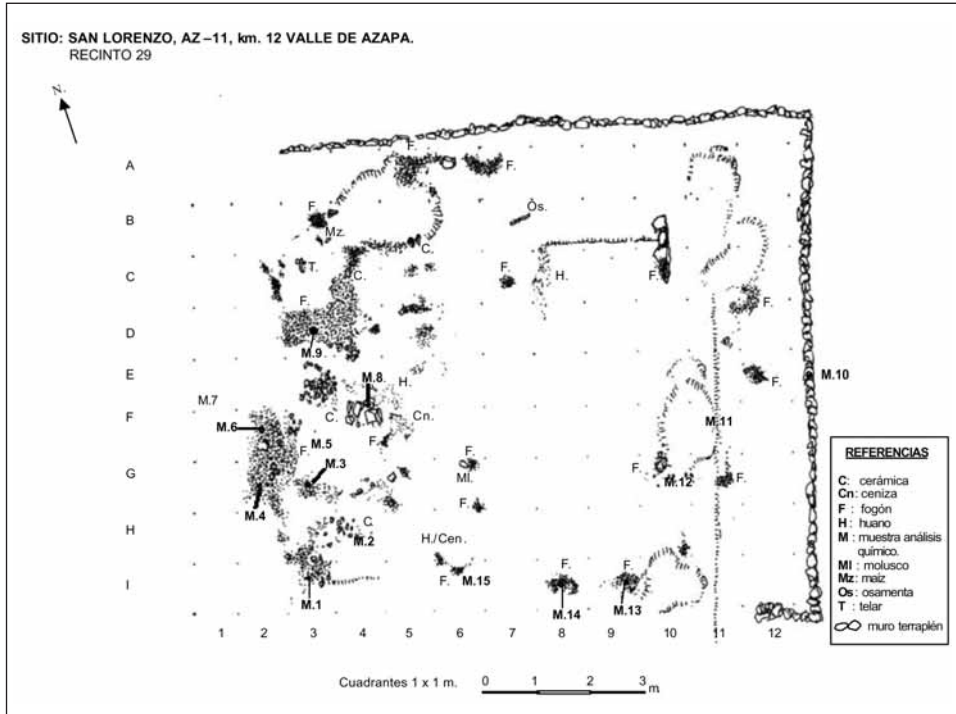 SITIO: SAN LORENZO, AZ –11, km. 12 VALLE DE AZAPA.
RECINTO 29
N.
F.
A
F.
F.
Os.
B
Mz.
C.
T.
C.
F.
H.
F.
C
F.
F.
D
M.9
E
M.8
H.
F.
M.10
M.7
C.
Cn.
M.11
F
M.6
F.
M.5
F.
M.3
F.
F.
G
Ml.
M.12
F.
M.4
F.
C.
H
M.2
H./Cen.
F.
F.
F.
M.15
I
M.1
M.14
M.13
1 2 3 4 5 6 7 8 9 10 11 12
REFERENCIAS
C: cerámica
Cn: ceniza
F : fogón
H : huano
M : muestra análisis
químico.
Ml : molusco
Mz: maíz
Os: osamenta
T : telar
muro terraplén
Cuadrantes 1 x 1 m.
0 1 2 3
m